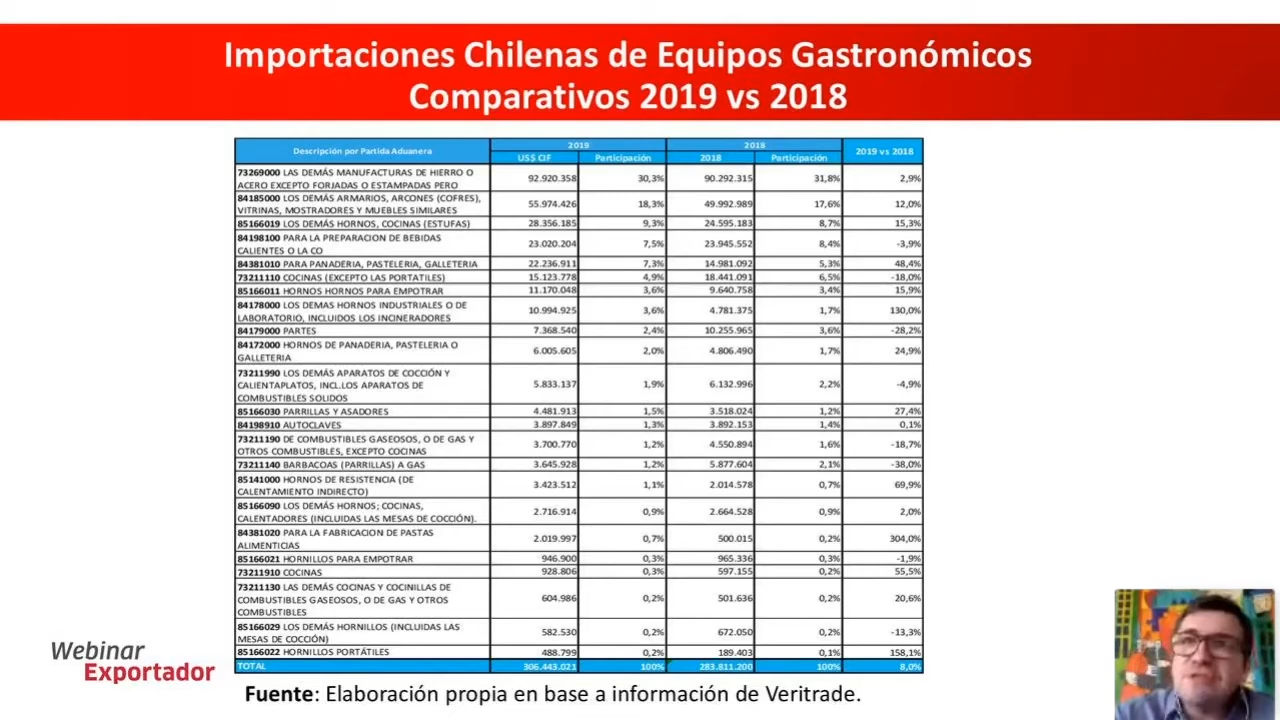 Importaciones Chilenas de Equipos Gastronómicos
Comparativos 2019 vs 2018
Descripción por Partida Aduanera 2019 2018 2019 vs 2018
US$ CIF Participación 2018 Participación
73269000 LAS DEMÁS MANUFACTURAS DE HIERRO O
ACERO EXCEPTO FORJADAS O ESTAMPADAS PERO 92.920.358 30,3% 90.292.315 31,8% 2,9%
84185000 LOS DEMÁS ARMARIOS, ARCONES (COFRES),
VITRINAS, MOSTRADORES Y MUEBLES SIMILARES 55.974.426 18,3% 49.992.989 17,6% 12,0%
85166019 LOS DEMÁS HORNOS, COCINAS (ESTUFAS) 28.356.185 9,3% 24.595.183 8,7% 15,3%
84198100 PARA LA PREPARACION DE BEBIDAS
CALIENTES O LA CO 23.020.204 7,5% 23.945.552 8,4% -3,9%
84381010 PARA PANADERIA, PASTELERIA, GALLETERIA 22.236.911 7,3% 14.981.092 5,3% 48,4%
73211110 COCINAS (EXCEPTO LAS PORTATILES) 15.123.778 4,9% 18.441.091 6,5% -18,0%
85166011 HORNOS HORNOS PARA EMPOTRAR 11.170.048 3,6% 9.640.758 3,4% 15,9%
84178000 LOS DEMAS HORNOS INDUSTRIALES O DE
LABORATORIO, INCLUIDOS LOS INCINERADORES 10.994.925 3,6% 4.781.375 1,7% 130,0%
84179000 PARTES 7.368.540 2,4% 10.255.965 3,6% -28,2%
84172000 HORNOS DE PANADERIA, PASTELERIA O
GALLETERIA 6.005.605 2,0% 4.806.490 1,7% 24,9%
73211990 LOS DEMÁS APARATOS DE COCCIÓN Y
CALIENTAPLATOS, INCL.LOS APARATOS DE
COMBUSTIBLES SOLIDOS 5.833.137 1,9% 6.132.996 2,2% -4,9%
85166030 PARRILLAS Y ASADORES 4.481.913 1,5% 3.518.024 1,2% 27,4%
84198910 AUTOCLAVES 3.897.849 1,3% 3.892.153 1,4% 0,1%
73211190 DE COMBUSTIBLES GASEOSOS, O DE GAS Y
OTROS COMBUSTIBLES, EXCEPTO COCINAS 3.700.770 1,2% 4.550.894 1,6% -18,7%
73211140 BARBACOAS (PARRILLAS) A GAS 3.645.928 1,2% 5.877.604 2,1% -38,0%
85141000 HORNOS DE RESISTENCIA (DE
CALENTAMIENTO INDIRECTO) 3.423.512 1,1% 2.014.578 0,7% 69,9%
85166090 LOS DEMÁS HORNOS; COCINAS,
CALENTADORES (INCLUIDAS LAS MESAS DE COCCIÓN). 2.716.914 0,9% 2.664.528 0,9% 2,0%
84381020 PARA LA FABRICACION DE PASTAS
ALIMENTICIAS 2.019.997 0,7% 500.015 0,2% 304,0%
85166021 HORNILLOS PARA EMPOTRAR 946.900 0,3% 965.336 0,3% -1,9%
73211910 COCINAS 928.806 0,3% 597.155 0,2% 55,5%
73211130 LAS DEMÁS COCINAS Y COCINILLAS DE
COMBUSTIBLES GASEOSOS, O DE GAS Y OTROS
COMBUSTIBLES 604.986 0,2% 501.636 0,2% 20,6%
85166029 LOS DEMÁS HORNILLOS (INCLUIDAS LAS
MESAS DE COCCIÓN) 582.530 0,2% 672.050 0,2% -13,3%
85166022 HORNILLOS PORTÁTILES 488.799 0,2% 189.403 0,1% 158,1%
TOTAL 306.443.021 100% 283.811.200 100% 8,0%
Webinar
Exportador
Fuente: Elaboración propia en base a información de Veritrade.